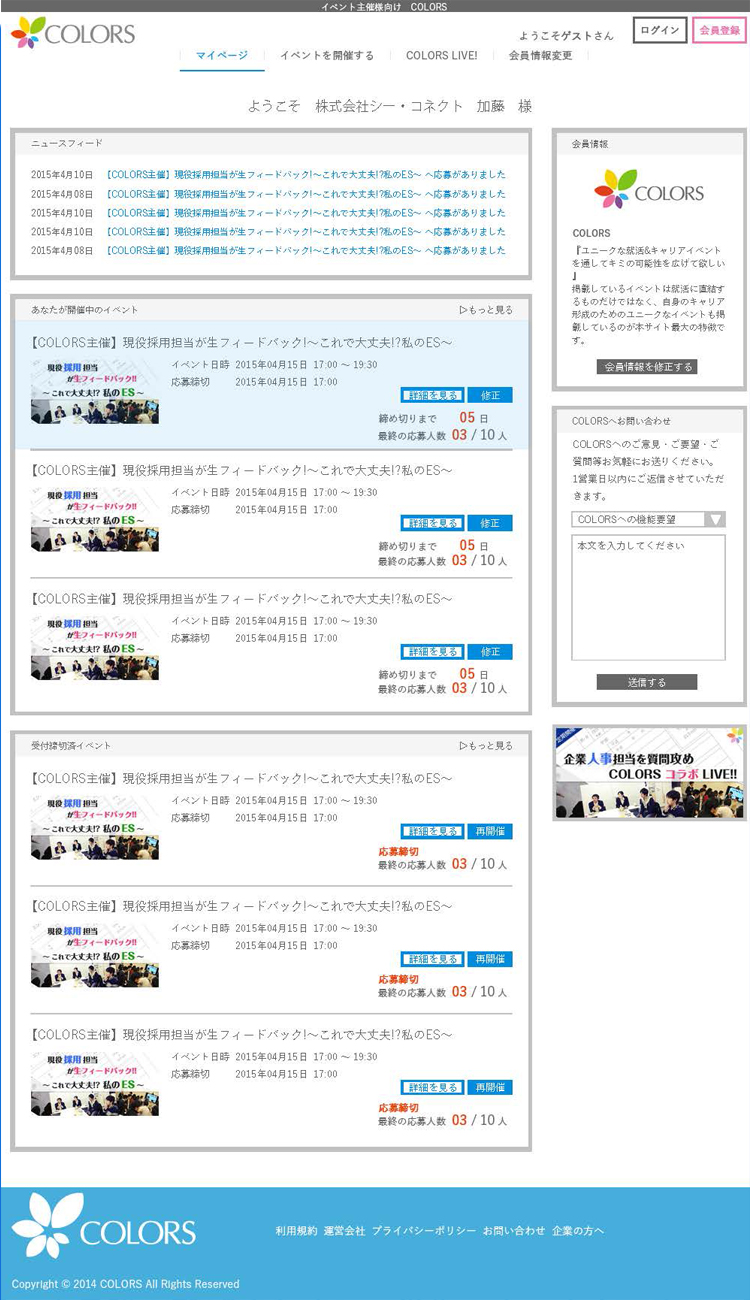 イベント主催様向け　COLORS
COLORS
ようこそゲストさん
ログイン
会員登録
マイページ
イベントを開催する
COLORS LIVE!
会員情報変更
ようこそ　株式会社シー・コネクト　加藤　様
ニュースフィード
2015年4月10日 【COLORS主催】現役採用担当が生フィードバック!～これで大丈夫!?私のES～ へ応募がありました
2015年4月08日 【COLORS主催】現役採用担当が生フィードバック!～これで大丈夫!?私のES～ へ応募がありました
2015年4月10日 【COLORS主催】現役採用担当が生フィードバック!～これで大丈夫!?私のES～ へ応募がありました
2015年4月10日 【COLORS主催】現役採用担当が生フィードバック!～これで大丈夫!?私のES～ へ応募がありました
2015年4月08日 【COLORS主催】現役採用担当が生フィードバック!～これで大丈夫!?私のES～ へ応募がありました
あなたが開催中のイベント
▷もっと見る
【COLORS主催】現役採用担当が生フィードバック!～これで大丈夫!?私のES～
現役採用担当
が生フィードバック!!
～これで大丈夫!? 私のES～
イベント日時 2015年04月15日 17:00 ～ 19:30
応募締切 2015年04月15日 17:00
詳細を見る
修正
締め切りまで 05 日
最終の応募人数 03 / 10 人
【COLORS主催】現役採用担当が生フィードバック!～これで大丈夫!?私のES～
現役採用担当
が生フィードバック!!
～これで大丈夫!? 私のES～
イベント日時 2015年04月15日 17:00 ～ 19:30
応募締切 2015年04月15日 17:00
詳細を見る
修正
締め切りまで 05 日
最終の応募人数 03 / 10 人
【COLORS主催】現役採用担当が生フィードバック!～これで大丈夫!?私のES～
現役採用担当
が生フィードバック!!
～これで大丈夫!? 私のES～
イベント日時 2015年04月15日 17:00 ～ 19:30
応募締切 2015年04月15日 17:00
詳細を見る
修正
締め切りまで 05 日
最終の応募人数 03 / 10 人
受付締切済イベント
▷もっと見る
【COLORS主催】現役採用担当が生フィードバック!～これで大丈夫!?私のES～
現役採用担当
が生フィードバック!!
～これで大丈夫!? 私のES～
イベント日時 2015年04月15日 17:00 ～ 19:30
応募締切 2015年04月15日 17:00
詳細を見る
再開催
応募締切
最終の応募人数 03 / 10 人
【COLORS主催】現役採用担当が生フィードバック!～これで大丈夫!?私のES～
現役採用担当
が生フィードバック!!
～これで大丈夫!? 私のES～
イベント日時 2015年04月15日 17:00 ～ 19:30
応募締切 2015年04月15日 17:00
詳細を見る
再開催
応募締切
最終の応募人数 03 / 10 人
【COLORS主催】現役採用担当が生フィードバック!～これで大丈夫!?私のES～
現役採用担当
が生フィードバック!!
～これで大丈夫!? 私のES～
イベント日時 2015年04月15日 17:00 ～ 19:30
応募締切 2015年04月15日 17:00
詳細を見る
再開催
応募締切
最終の応募人数 03 / 10 人
会員情報
COLORS
COLORS
『ユニークな就活&キャリアイベント
を通してキミの可能性を広げて欲しい
』
掲載しているイベントは就活に直結す
るものだけではなく、自身のキャリア
形成のためのユニークなイベントも掲
載しているのが本サイト最大の特徴で
す。
会員情報を修正する
COLORSへお問い合わせ
COLORSへのご意見・ご要望・ご
質問等お気軽にお送りください。
1営業日以内にご返信させていただ
きます。
COLORSへの機能要望
本文を入力してください
送信する
定期開催
企業人事担当を質問攻め
COLORS コラボ LIVE!!
COLORS
利用規約 運営会社 プライバシーポリシー お問い合わせ 企業の方へ
Copyright © 2014 COLORS All Rights Reserved